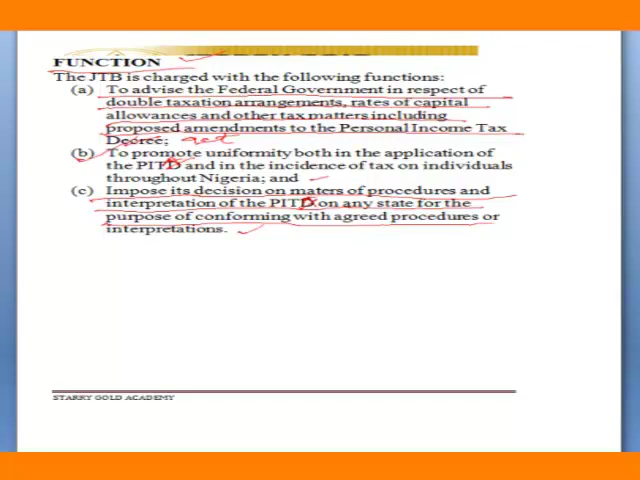 FUNCTION
The JTB is charged with the following functions:
(a) To advise the Federal Government in respect of
double taxation arrangements, rates of capital
allowances and other tax matters including
proposed amendments to the Personal Income Tax
Decree; act
(b) To promote uniformity both in the application of
the PITD and in the incidence of tax on individuals
throughout Nigeria; and
(c) Impose its decision on maters of procedures and
interpretation of the PITD on any state for the
purpose of conforming with agreed procedures or
interpretations.
STARRY GOLD ACADEMY